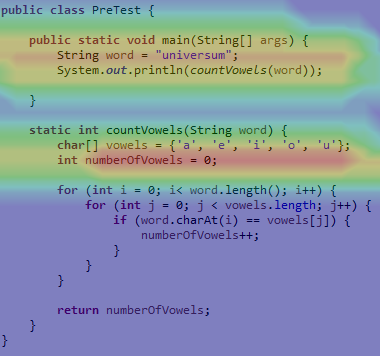 public class PreTest {
public static void main(String[] args) {
String word = "universum";
System.out.println(countVowels(word));
}
static int countVowels(String word) {
char[] vowels = {'a', 'e', 'i', 'o', 'u'};
int numberOfVowels = 0;
for (int i = 0; i< word.length(); i++) {
for (int j = 0; j < vowels.length; j++) {
if (word.charAt(i) == vowels[j]) {
numberOfVowels++;
}
}
}
return numberOfVowels;
}
}